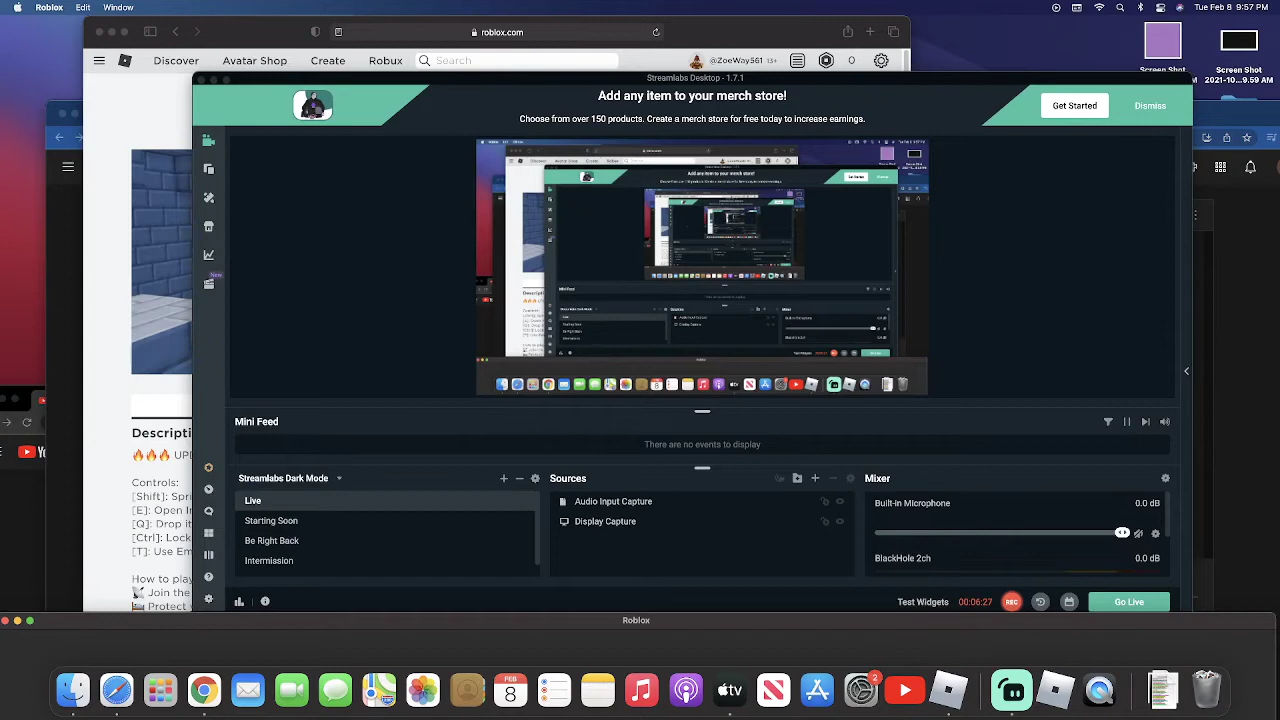 Roblox Edit Window
Tue Feb 8 9:57 PM
roblox.com
Discover Avatar Shop Create Robux Search @ZoeWay561 13+ 0
Screen Shot
Screen Shot
2021-10...9.59 AM
Streamlabs Desktop - 1.7.1
Add any item to your merch store!
Choose from over 150 products. Create a merch store for free today to increase earnings.
Get Started
Dismiss
New
Mini Feed
There are no events to display
Streamlabs Dark Mode
Live
Starting Soon
Be Right Back
Intermission
Sources
Audio Input Capture
Display Capture
Mixer
Built-in Microphone 0.0 dB
BlackHole 2ch 0.0 dB
Test Widgets 00:06:27 REC Go Live
Descripti
🔥🔥🔥 UP
Controls:
[Shift]: Spri
[E]: Open In
[Q]: Drop it
[Ctrl]: Lock
[T]: Use En
How to play
Join the
Protect w
Roblox
FEB
8
tv
2